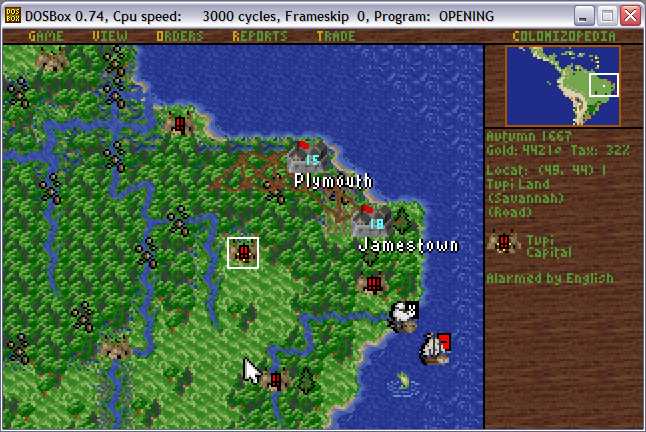 DOSBox 0.74, Cpu speed: 3000 cycles, Frameskip 0, Program: OPENING
GAME VIEW ORDERS REPORTS TRADE COLONIZOPEDIA
Autumn 1667
Gold: 4421¢ Tax: 32%
Locat: (49, 44) 1
Tupi Land
(Savannah)
(Road)
Tupi
Capital
Alarmed by English
15
Plymouth
18
Jamestown